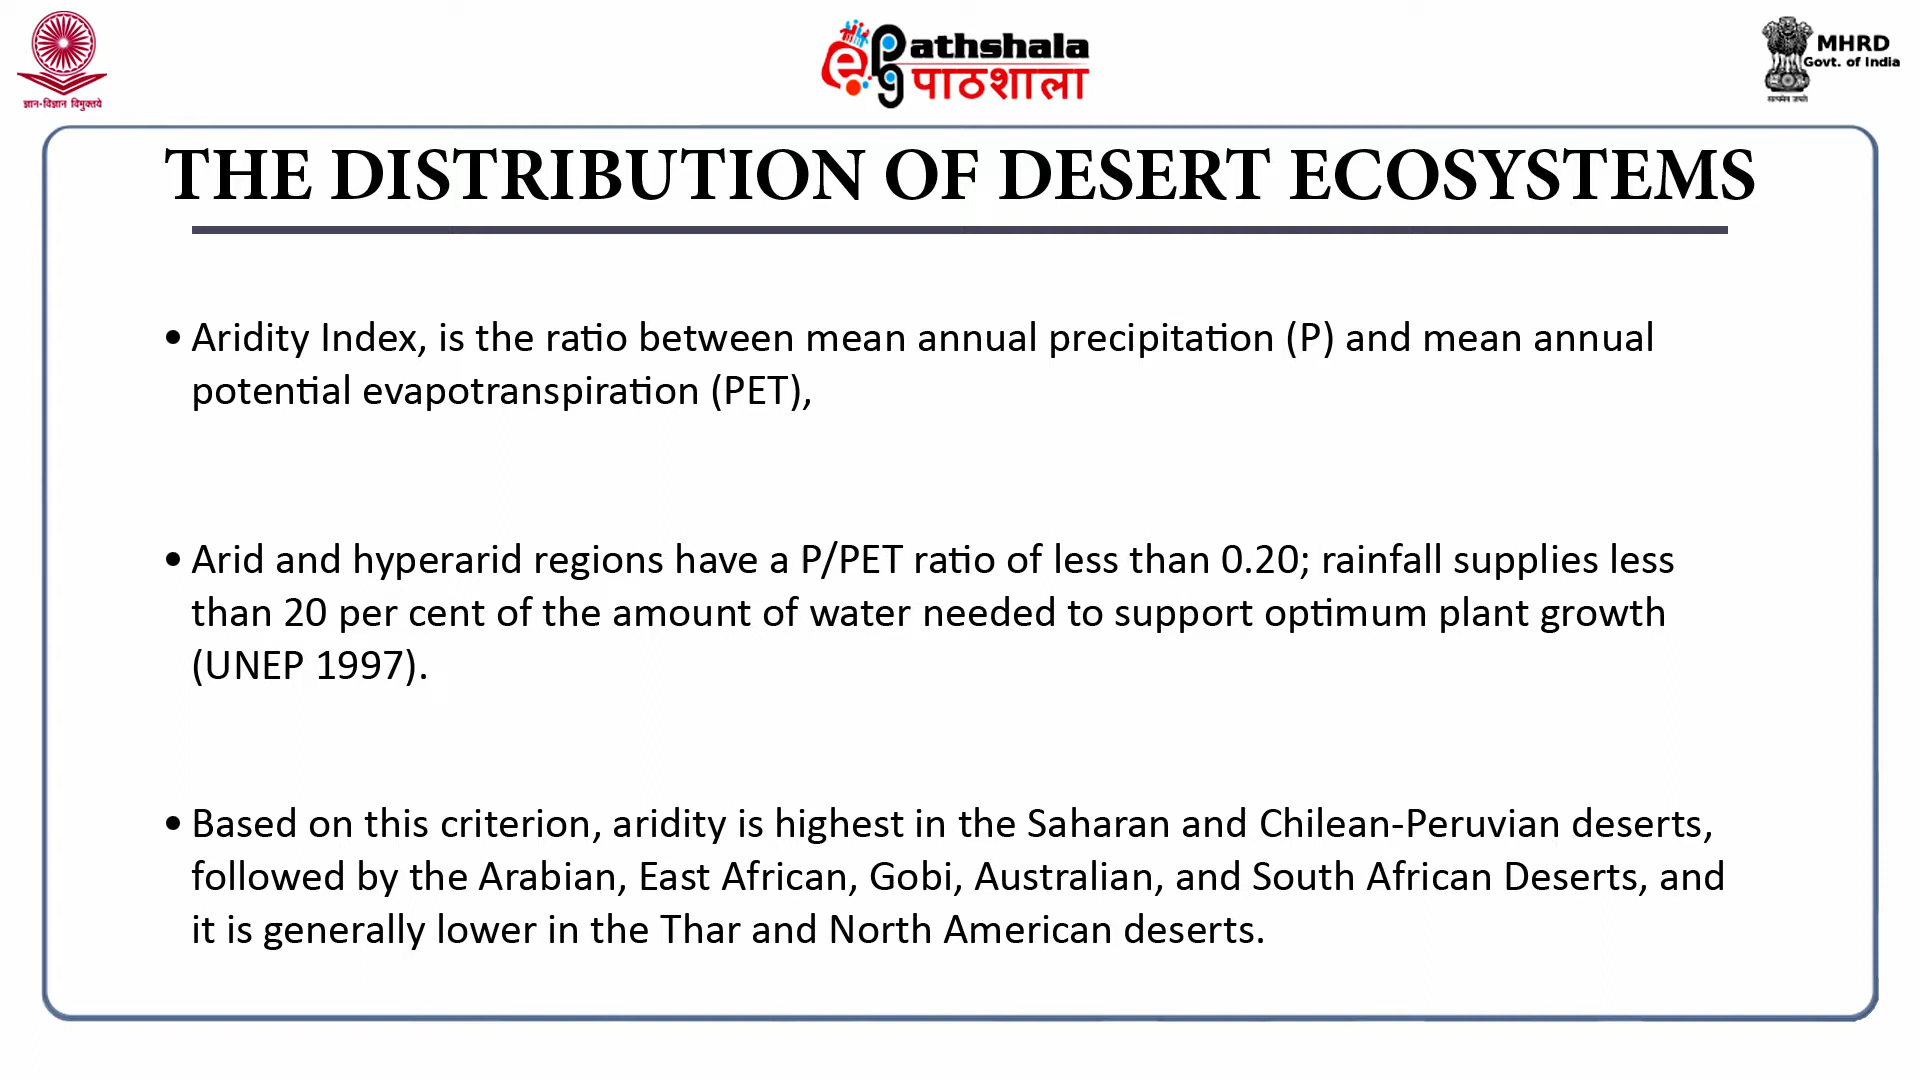 ज्ञान-विज्ञान विमुक्तये
ePathshala
पाठशाला
MHRD
Govt. of India
सत्यमेव जयते
THE DISTRIBUTION OF DESERT ECOSYSTEMS
• Aridity Index, is the ratio between mean annual precipitation (P) and mean annual
potential evapotranspiration (PET),
• Arid and hyperarid regions have a P/PET ratio of less than 0.20; rainfall supplies less
than 20 per cent of the amount of water needed to support optimum plant growth
(UNEP 1997).
• Based on this criterion, aridity is highest in the Saharan and Chilean-Peruvian deserts,
followed by the Arabian, East African, Gobi, Australian, and South African Deserts, and
it is generally lower in the Thar and North American deserts.